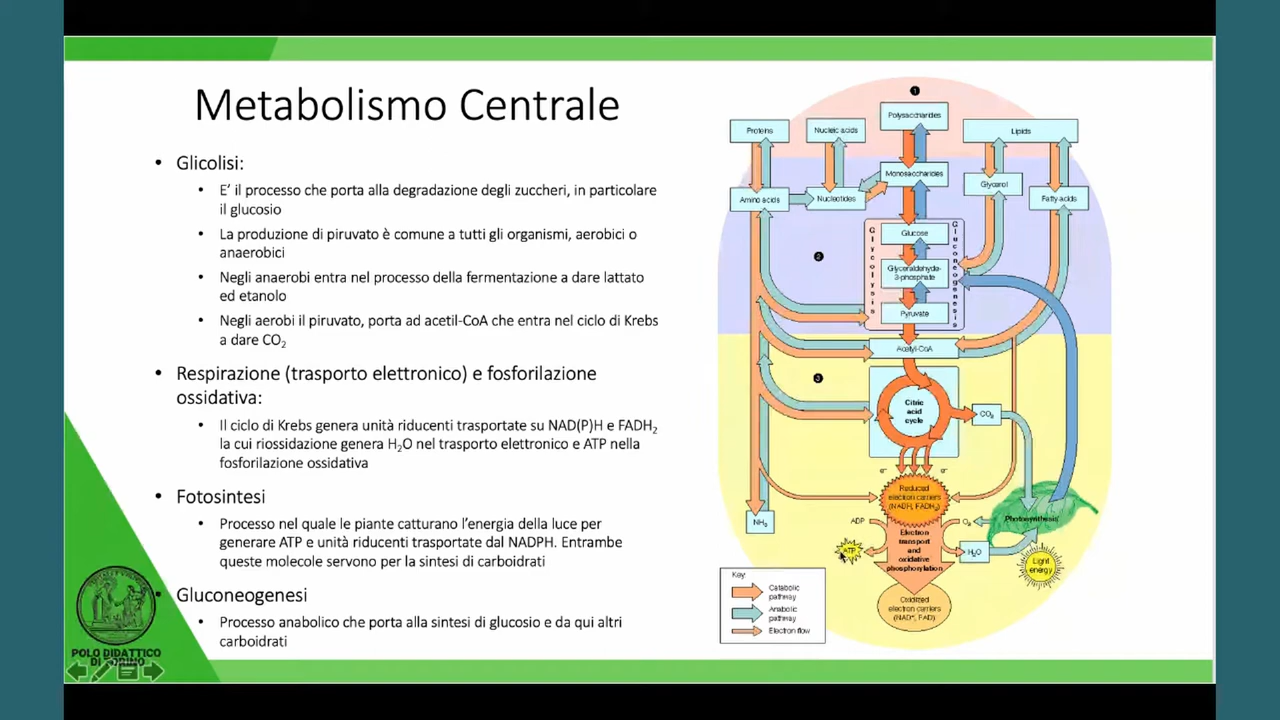 Metabolismo Centrale
• Glicolisi:
• E' il processo che porta alla degradazione degli zuccheri, in particolare
il glucosio
• La produzione di piruvato è comune a tutti gli organismi, aerobici o
anaerobici
• Negli anaerobi entra nel processo della fermentazione a dare lattato
ed etanolo
• Negli aerobi il piruvato, porta ad acetil-CoA che entra nel ciclo di Krebs
a dare CO₂
• Respirazione (trasporto elettronico) e fosforilazione
ossidativa:
• Il ciclo di Krebs genera unità riducenti trasportate su NAD(P)H e FADH₂
la cui riossidazione genera H₂O nel trasporto elettronico e ATP nella
fosforilazione ossidativa
• Fotosintesi
• Processo nel quale le piante catturano l'energia della luce per
generare ATP e unità riducenti trasportate dal NADPH. Entrambe
queste molecole servono per la sintesi di carboidrati
• Gluconeogenesi
• Processo anabolico che porta alla sintesi di glucosio e da qui altri
carboidrati
POLO DIDATTICO
DI TORINO
1
Proteins
Nucleic acids
Polysaccharides
Lipids
Monosaccharides
Glycerol
Amino acids
Nucleotides
Fatty acids
Glucose
Glycolysis
Gluconeogenesis
2
Glyceraldehyde-
3-phosphate
Pyruvate
Acetyl-CoA
3
Citric
acid
cycle
CO₂
e⁻
e⁻
Reduced
electron carriers
(NADH, FADH₂)
NH₃
ADP
ATP
O₂
Photosynthesis
Electron
transport
and
oxidative
phosphorylation
H₂O
Light
energy
Oxidized
electron carriers
(NAD⁺, FAD)
Key:
Catabolic
pathway
Anabolic
pathway
Electron flow